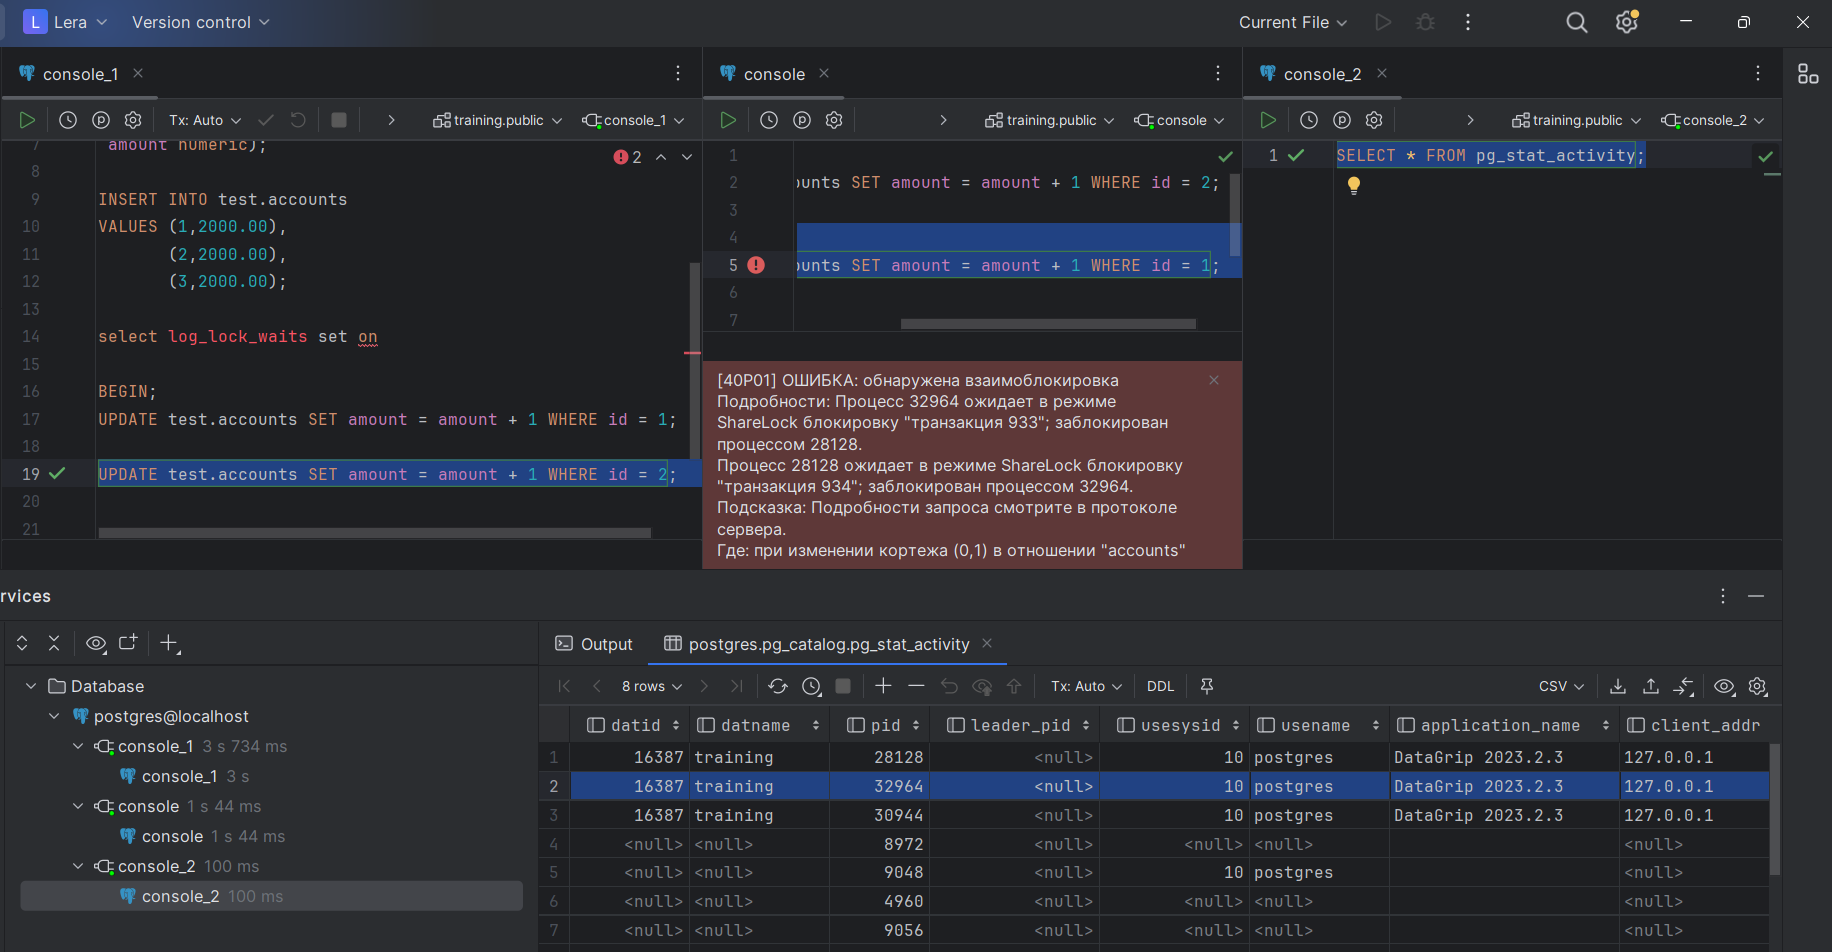 L Lera Version control Current File
console_1 console console_2
Tx: Auto training.public console_1 training.public console training.public console_2
7 amount numeric); 2
8
9 INSERT INTO test.accounts
10 VALUES (1,2000.00),
11 (2,2000.00),
12 (3,2000.00);
13
14 select log_lock_waits set on
15
16 BEGIN;
17 UPDATE test.accounts SET amount = amount + 1 WHERE id = 1;
18
19 UPDATE test.accounts SET amount = amount + 1 WHERE id = 2;
20
21
1
2 ounts SET amount = amount + 1 WHERE id = 2;
3
4
5 ounts SET amount = amount + 1 WHERE id = 1;
6
7
[40P01] ОШИБКА: обнаружена взаимоблокировка
Подробности: Процесс 32964 ожидает в режиме
ShareLock блокировку "транзакция 933"; заблокирован
процессом 28128.
Процесс 28128 ожидает в режиме ShareLock блокировку
"транзакция 934"; заблокирован процессом 32964.
Подсказка: Подробности запроса смотрите в протоколе
сервера.
Где: при изменении кортежа (0,1) в отношении "accounts"
1 SELECT * FROM pg_stat_activity;
rvices
Database
postgres@localhost
console_1 3 s 734 ms
console_1 3 s
console 1 s 44 ms
console 1 s 44 ms
console_2 100 ms
console_2 100 ms
Output postgres.pg_catalog.pg_stat_activity
8 rows Tx: Auto DDL CSV
datid datname pid leader_pid usesysid usename application_name client_addr
1 16387 training 28128 <null> 10 postgres DataGrip 2023.2.3 127.0.0.1
2 16387 training 32964 <null> 10 postgres DataGrip 2023.2.3 127.0.0.1
3 16387 training 30944 <null> 10 postgres DataGrip 2023.2.3 127.0.0.1
4 <null> <null> 8972 <null> <null> <null> <null>
5 <null> <null> 9048 <null> 10 postgres <null>
6 <null> <null> 4960 <null> <null> <null> <null>
7 <null> <null> 9056 <null> <null> <null> <null>